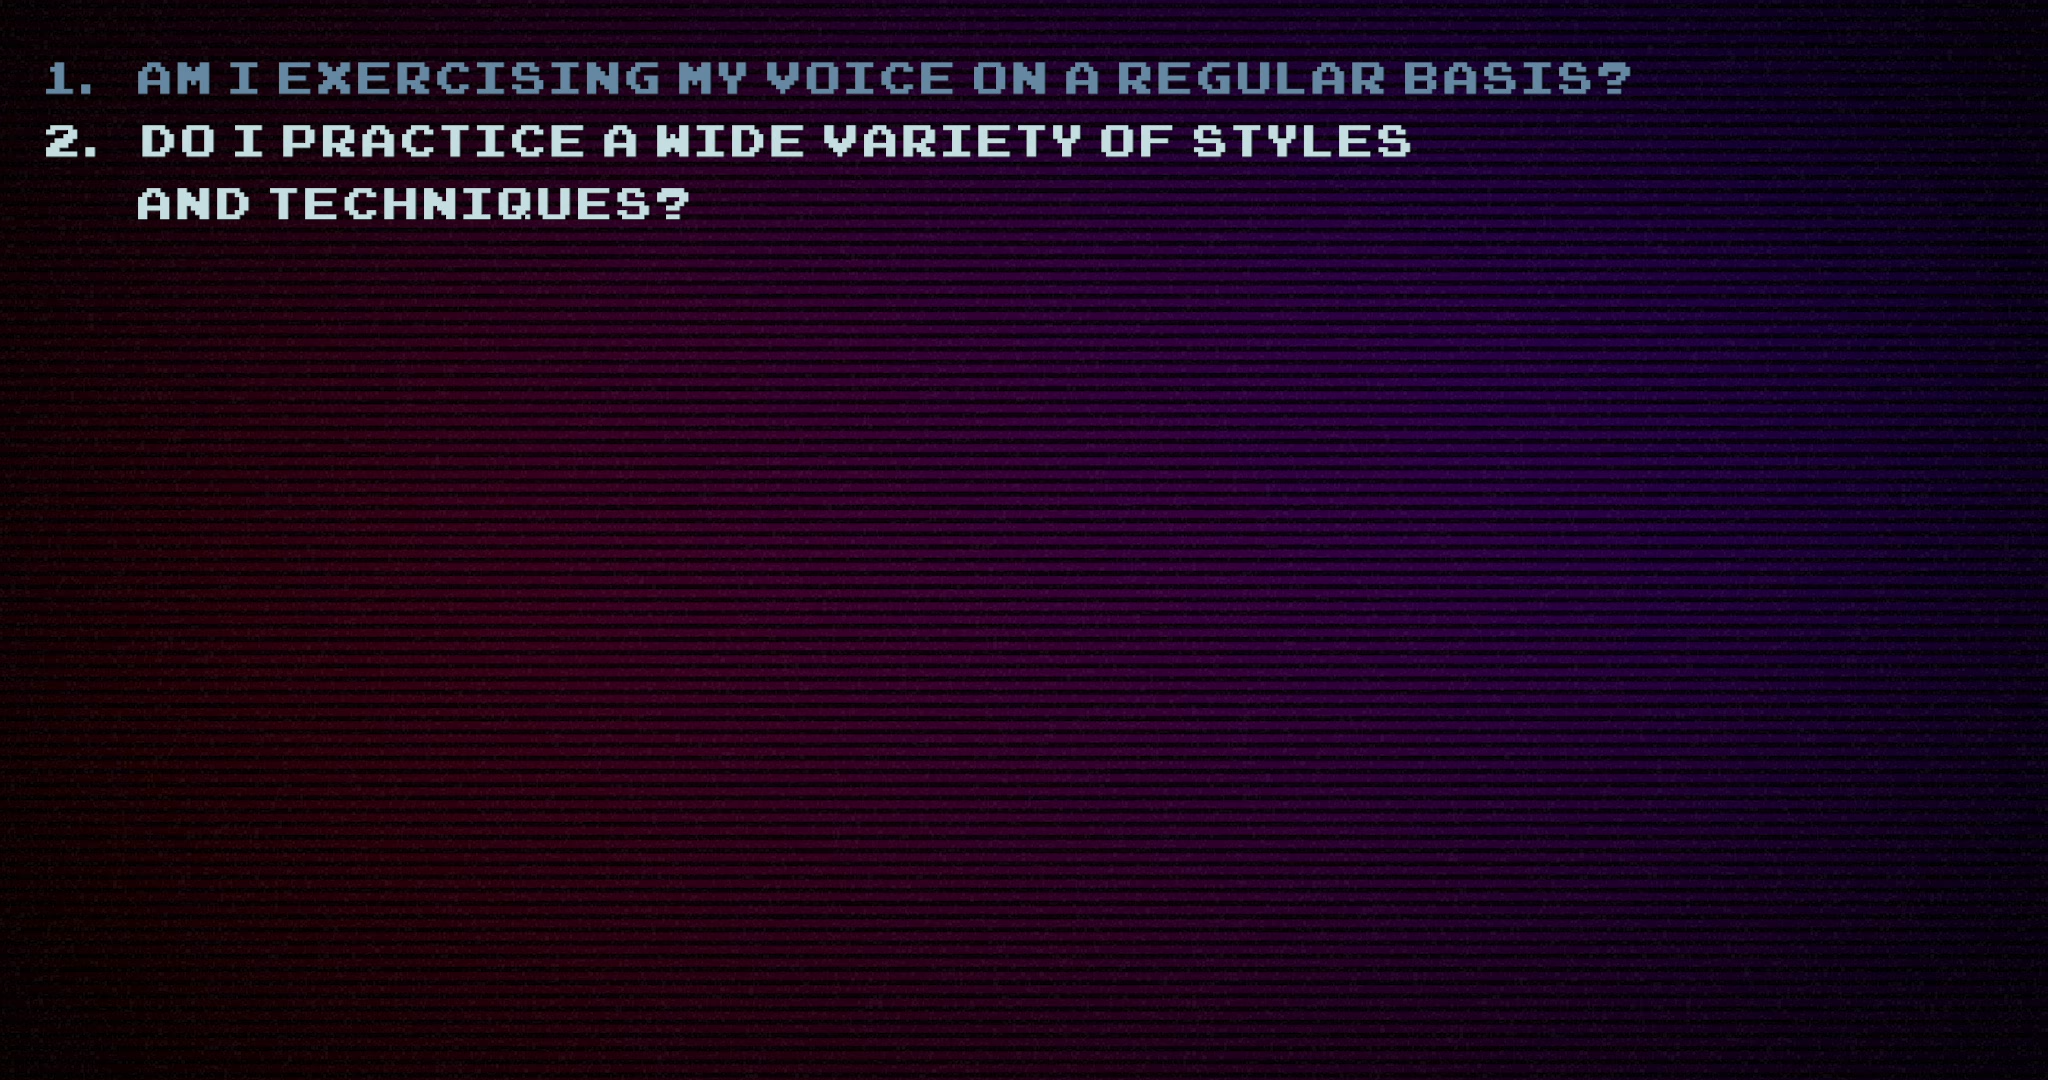 1. AM I EXERCISING MY VOICE ON A REGULAR BASIS?
2. DO I PRACTICE A WIDE VARIETY OF STYLES
AND TECHNIQUES?